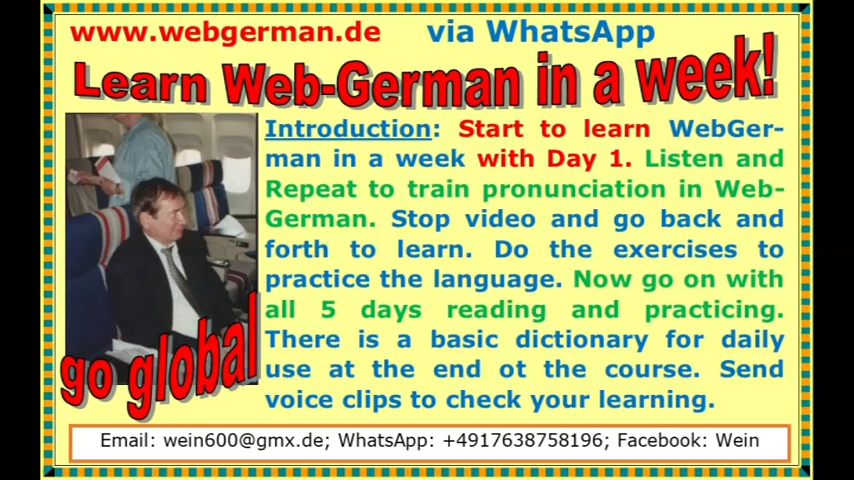 www.webgerman.de via WhatsApp
Learn Web-German in a week!
Introduction: Start to learn WebGer-
man in a week with Day 1. Listen and
Repeat to train pronunciation in Web-
German. Stop video and go back and
forth to learn. Do the exercises to
practice the language. Now go on with
all 5 days reading and practicing.
There is a basic dictionary for daily
use at the end ot the course. Send
voice clips to check your learning.
go global
Email: wein600@gmx.de; WhatsApp: +4917638758196; Facebook: Wein